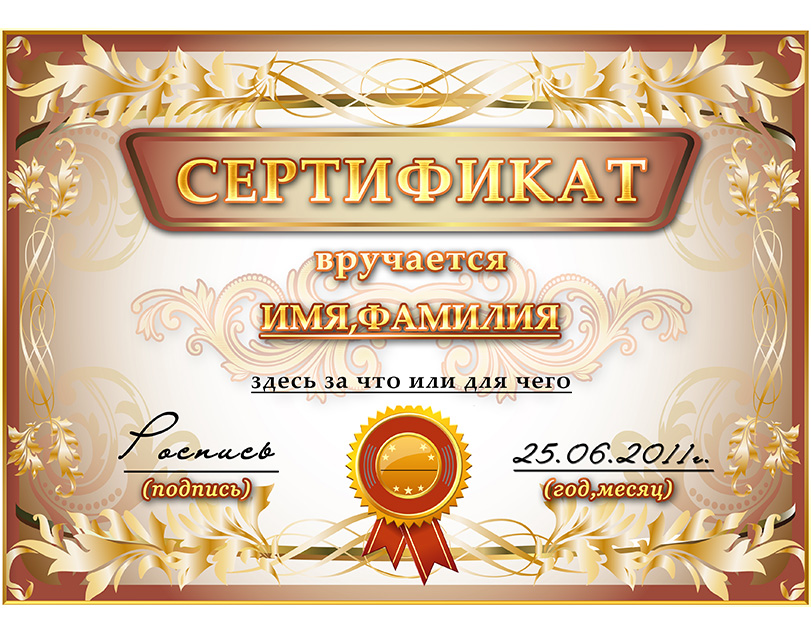 СЕРТИФИКАТ
вручается
ИМЯ,ФАМИЛИЯ
здесь за что или для чего
Роспись
25.06.2011г.
(подпись)
(год,месяц)